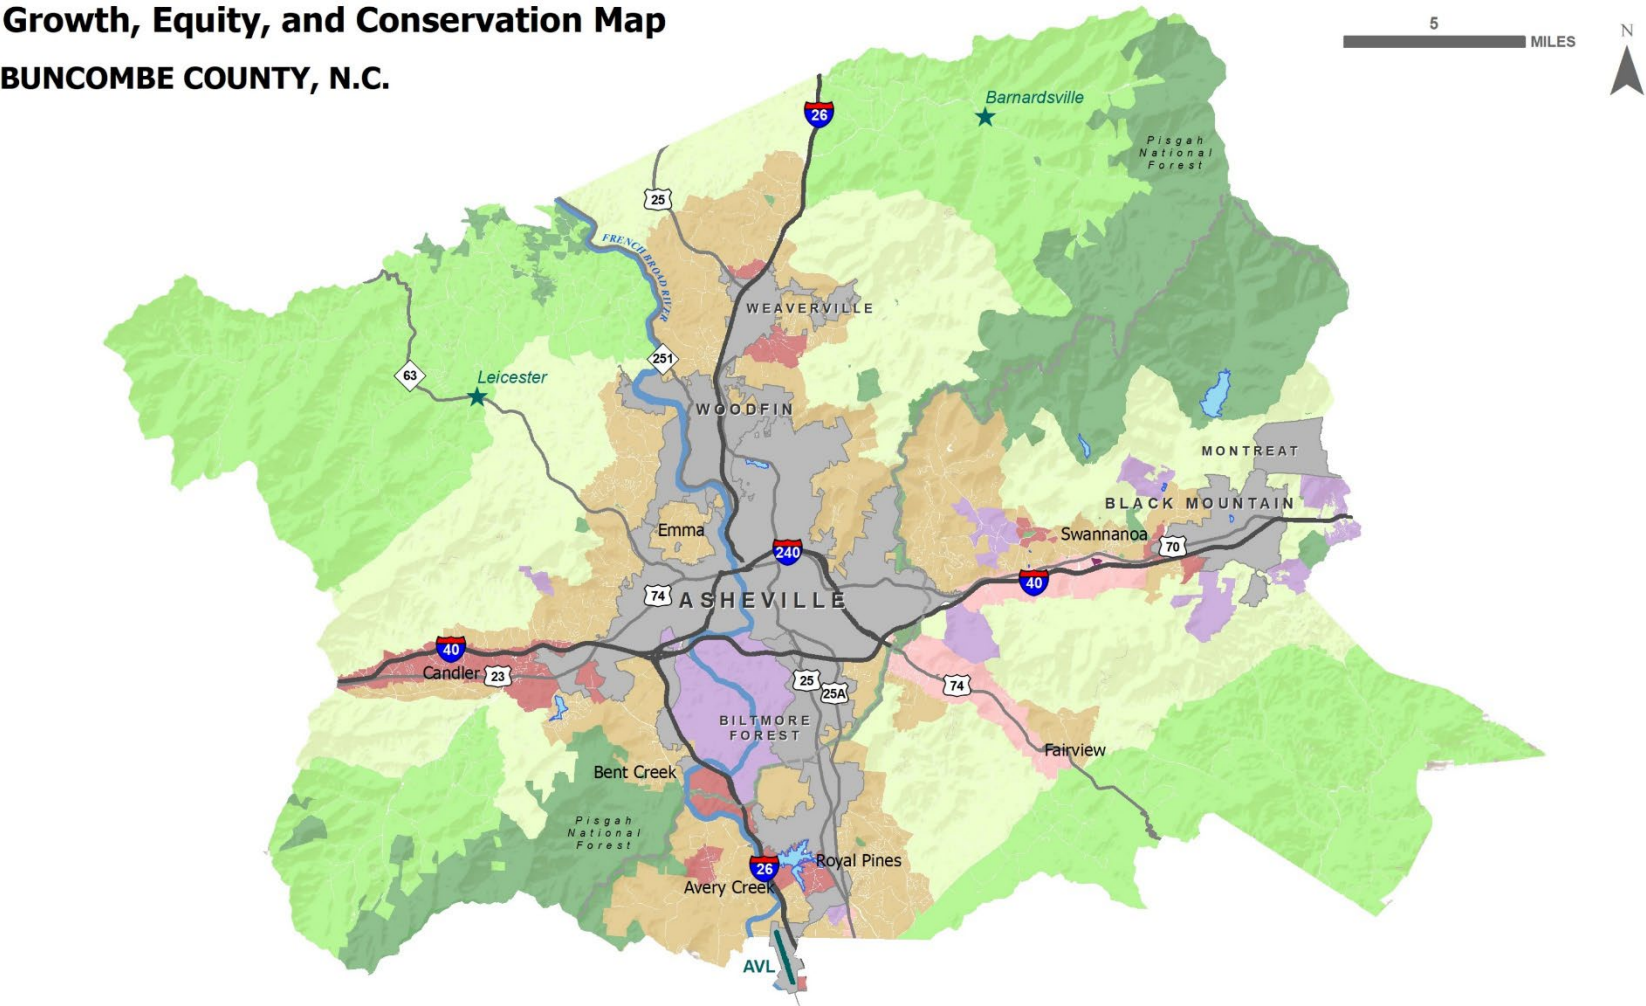 Growth, Equity, and Conservation Map
BUNCOMBE COUNTY, N.C.
5
MILES
N
26
Barnardsville
Pisgah
National
Forest
25
FRENCH BROAD RIVER
WEAVERVILLE
251
63
Leicester
WOODFIN
MONTREAT
BLACK MOUNTAIN
Emma
Swannanoa
70
240
40
74
ASHEVILLE
40
Candler
23
25
25A
74
BILTMORE
FOREST
Fairview
Bent Creek
Pisgah
National
Forest
Royal Pines
26
Avery Creek
AVL